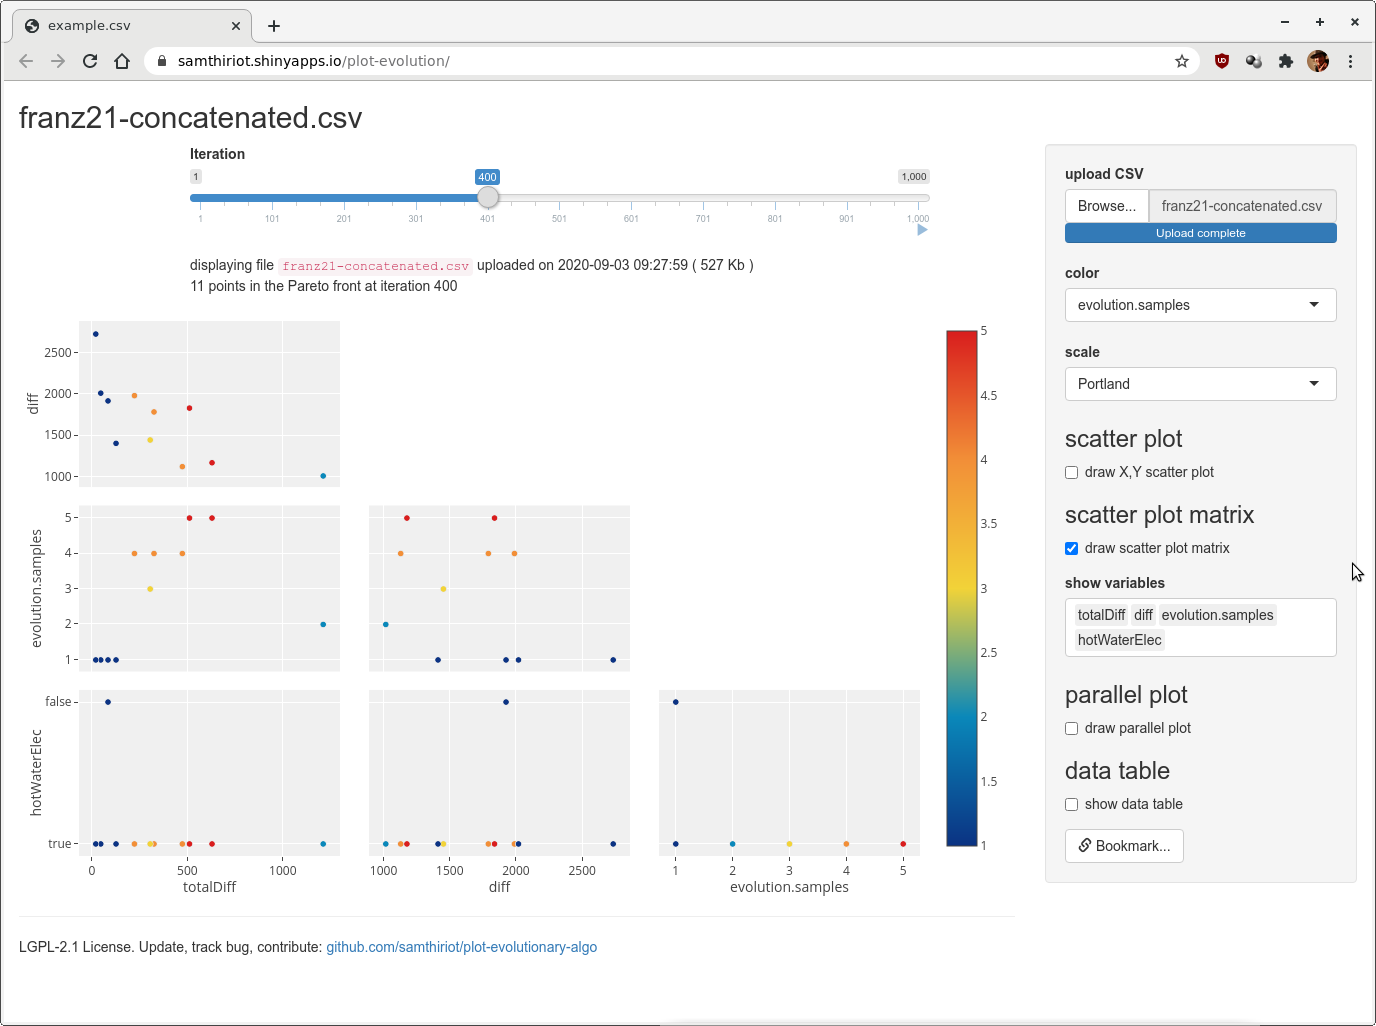 example.csv
samthiriot.shinyapps.io/plot-evolution/
franz21-concatenated.csv
Iteration
1 400 1,000
1 101 201 301 401 501 601 701 801 901 1,000
displaying file franz21-concatenated.csv uploaded on 2020-09-03 09:27:59 ( 527 Kb )
11 points in the Pareto front at iteration 400
diff
2500
2000
1500
1000
evolution.samples
5
4
3
2
1
hotWaterElec
false
true
0 500 1000
totalDiff
1000 1500 2000 2500
diff
1 2 3 4 5
evolution.samples
5
4.5
4
3.5
3
2.5
2
1.5
1
upload CSV
Browse... franz21-concatenated.csv
Upload complete
color
evolution.samples
scale
Portland
scatter plot
draw X,Y scatter plot
scatter plot matrix
draw scatter plot matrix
show variables
totalDiff diff evolution.samples
hotWaterElec
parallel plot
draw parallel plot
data table
show data table
Bookmark...
LGPL-2.1 License. Update, track bug, contribute: github.com/samthiriot/plot-evolutionary-algo